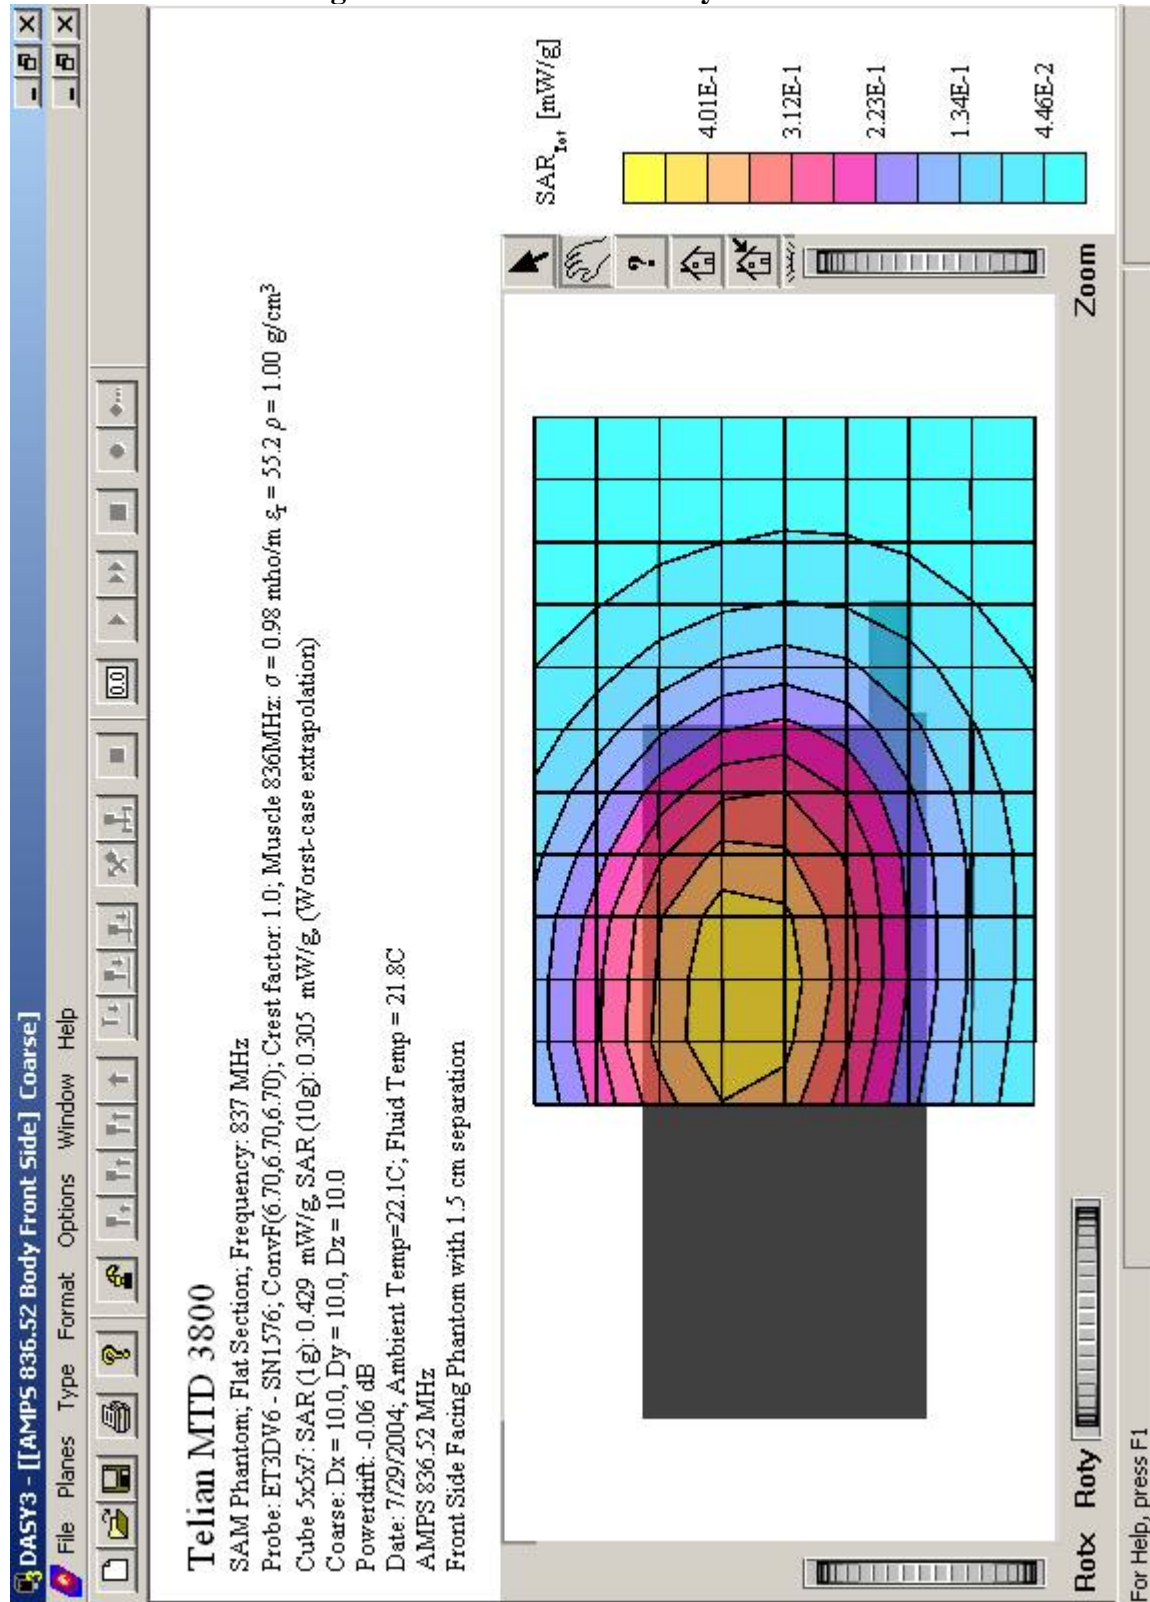 DASY3 - [[AMPS 836.52 Body Front Side] Coarse]
File Planes Type Format Options Window Help
0.0
Telian MTD 3800
SAM Phantom; Flat Section; Frequency: 837 MHz
Probe: ET3DV6 - SN1576; ConvF(6.70,6.70,6.70); Crest factor: 1.0; Muscle 836MHz: σ = 0.98 mho/m εr = 55.2 ρ = 1.00 g/cm³
Cube 5x5x7: SAR (1g): 0.429 mW/g, SAR (10g): 0.305 mW/g, (Worst-case extrapolation)
Coarse: Dx = 10.0, Dy = 10.0, Dz = 10.0
Powerdrift: -0.06 dB
Date: 7/29/2004; Ambient Temp=22.1C; Fluid Temp = 21.8C
AMPS 836.52 MHz
Front Side Facing Phantom with 1.5 cm separation
SARTot [mW/g]
4.01E-1
3.12E-1
2.23E-1
1.34E-1
4.46E-2
Rotx Roty Zoom
For Help, press F1